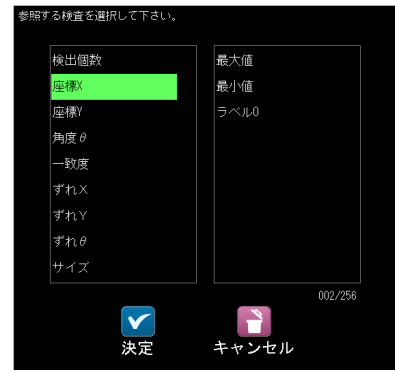 参照する検査を選択して下さい。
検出個数
座標X
座標Y
角度θ
一致度
ずれX
ずれY
ずれθ
サイズ
最大値
最小値
ラベル0
002/256
決定
キャンセル